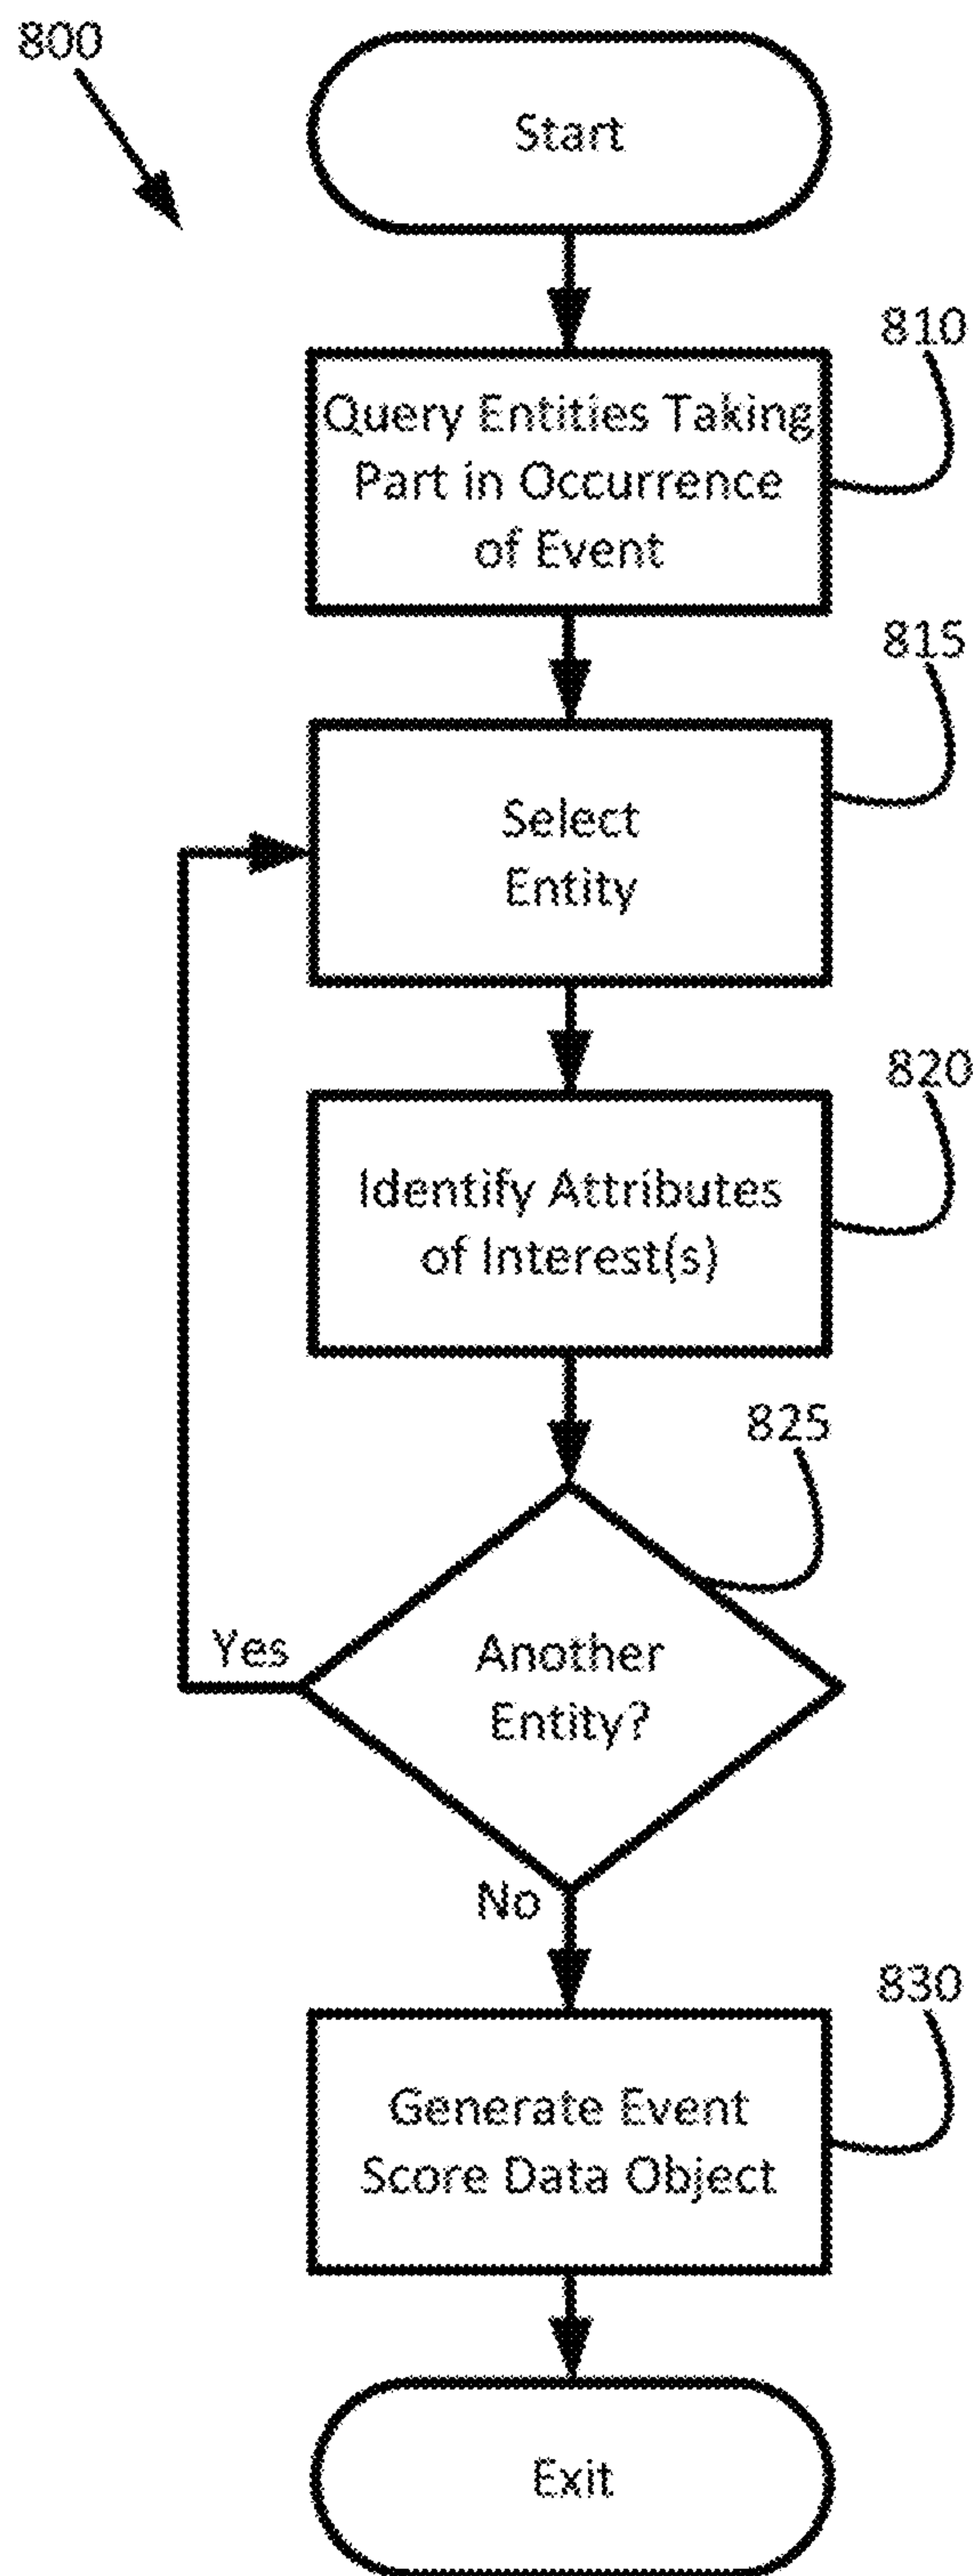 800
Start
810
Query Entities Taking
Part in Occurrence
of Event
815
Select
Entity
820
Identify Attributes
of Interest(s)
825
Another
Entity?
Yes
No
830
Generate Event
Score Data Object
Exit